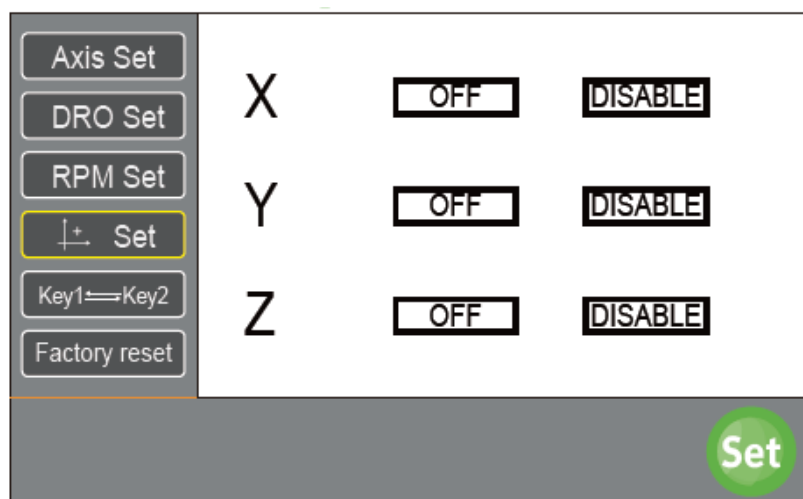 Axis Set
DRO Set
RPM Set
+ Set
Key1⇌Key2
Factory reset
X OFF DISABLE
Y OFF DISABLE
Z OFF DISABLE
Set